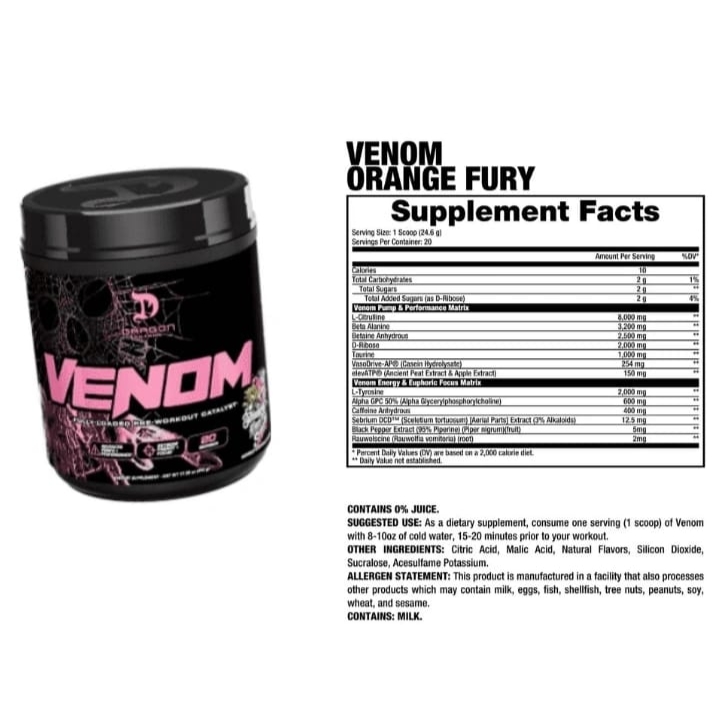 DRAGON
VENOM
FULLY LOADED PRE-WORKOUT CATALYST
20
VENOM
ORANGE FURY
Supplement Facts
Serving Size: 1 Scoop (24.6 g)
Servings Per Container: 20
Amount Per Serving %DV*
Calories 10
Total Carbohydrates 2 g 1%
Total Sugars 2 g **
Total Added Sugars (as D-Ribose) 2 g 4%
Venom Pump & Performance Matrix
L-Citrulline 8,000 mg **
Beta Alanine 3,200 mg **
Betaine Anhydrous 2,500 mg **
D-Ribose 2,000 mg **
Taurine 1,000 mg **
VasoDrive-AP® (Casein Hydrolysate) 254 mg **
elevATP® (Ancient Peat Extract & Apple Extract) 150 mg **
Venom Energy & Euphoric Focus Matrix
L-Tyrosine 2,000 mg **
Alpha GPC 50% (Alpha Glycerylphosphorylcholine) 600 mg **
Caffeine Anhydrous 400 mg **
Sebrium DCD™ (Sceletium tortuosum) [Aerial Parts] Extract (3% Alkaloids) 12.5 mg **
Black Pepper Extract (95% Piperine) (Piper nigrum)(fruit) 5mg **
Rauwolscine (Rauwolfia vomitoria) (root) 2mg **
* Percent Daily Values (DV) are based on a 2,000 calorie diet.
** Daily Value not established.
CONTAINS 0% JUICE.
SUGGESTED USE: As a dietary supplement, consume one serving (1 scoop) of Venom
with 8-10oz of cold water, 15-20 minutes prior to your workout.
OTHER INGREDIENTS: Citric Acid, Malic Acid, Natural Flavors, Silicon Dioxide,
Sucralose, Acesulfame Potassium.
ALLERGEN STATEMENT: This product is manufactured in a facility that also processes
other products which may contain milk, eggs, fish, shellfish, tree nuts, peanuts, soy,
wheat, and sesame.
CONTAINS: MILK.